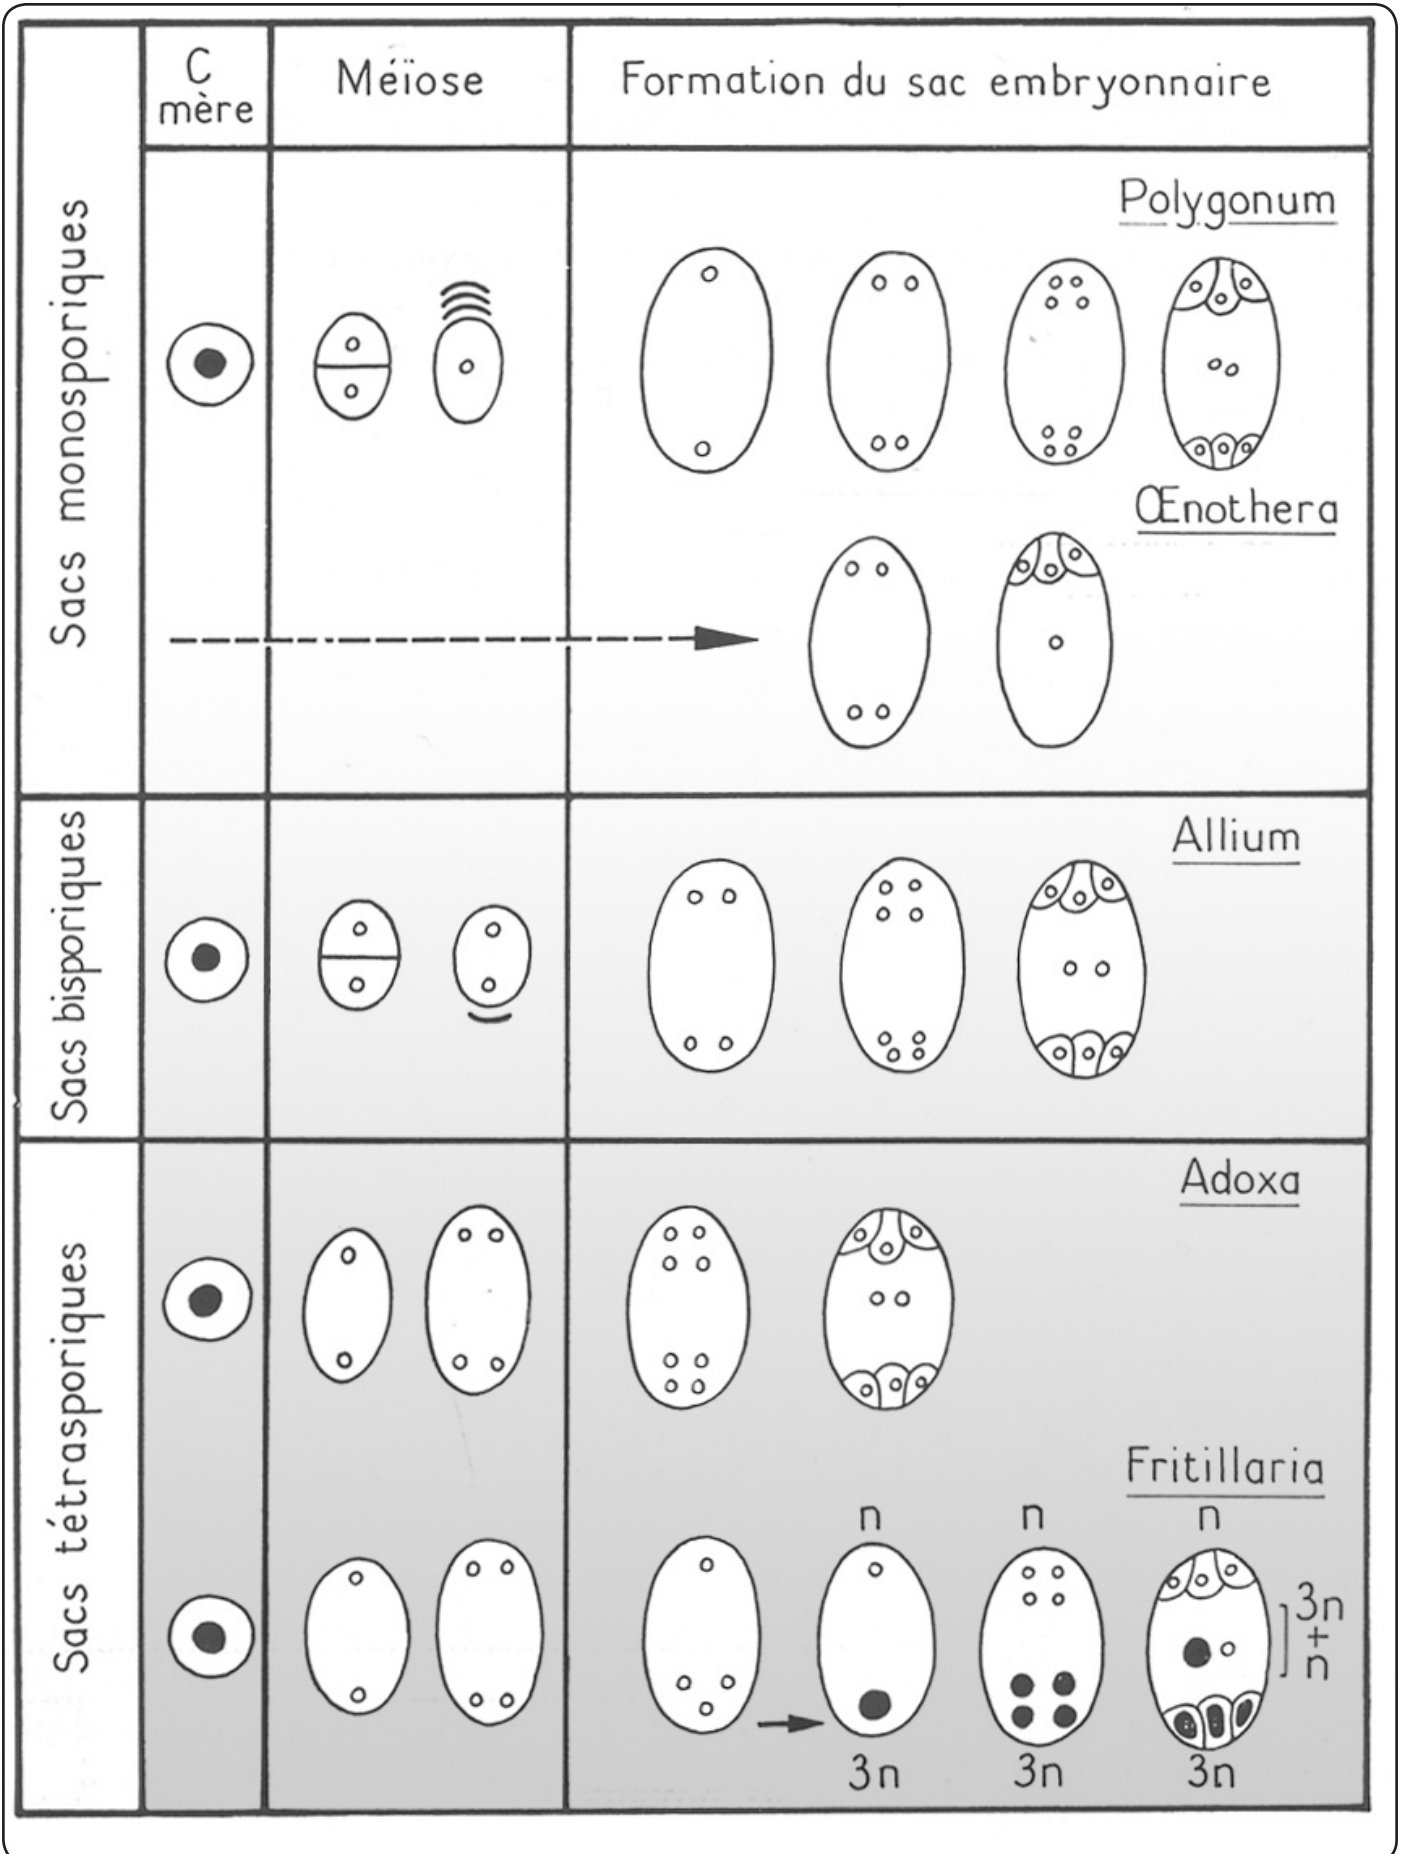 C
mère
Méïose
Formation du sac embryonnaire
Sacs monosporiques
Polygonum
Œnothera
Sacs bisporiques
Allium
Sacs tétrasporiques
Adoxa
Fritillaria
n
n
n
3n
+
n
3n
3n
3n